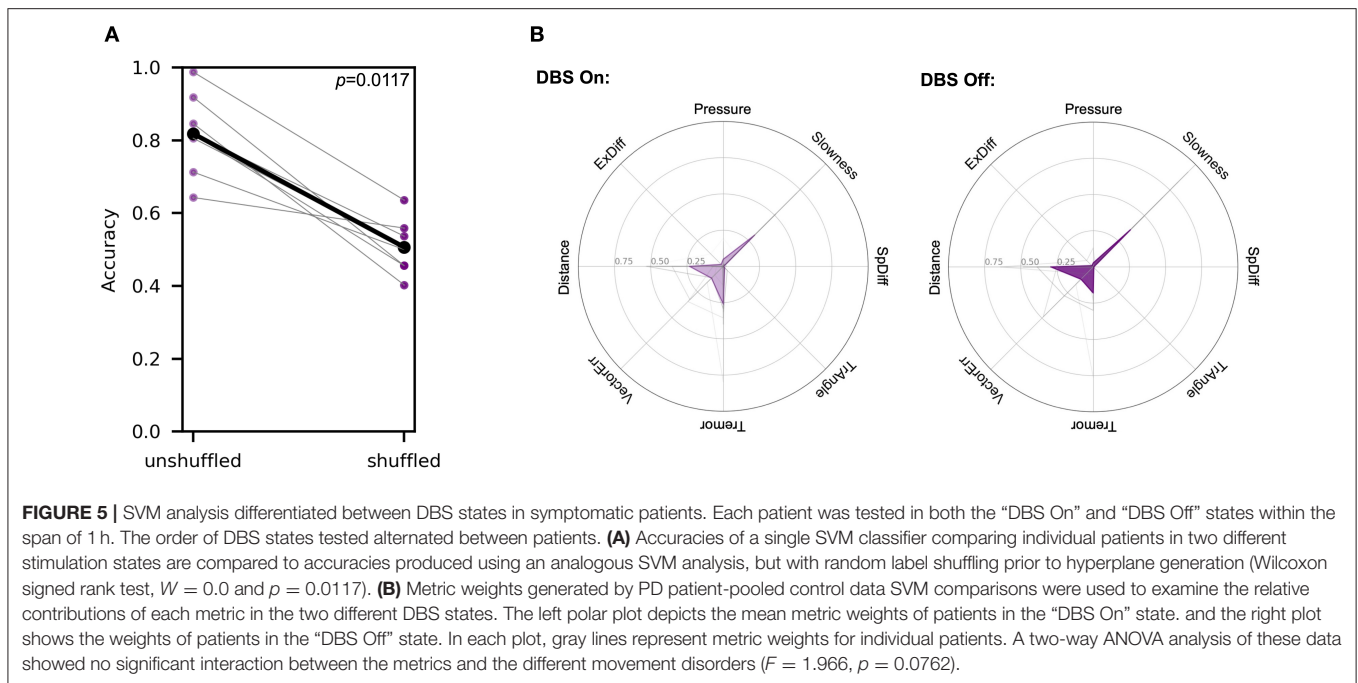 A
B
1.0
0.8
0.6
0.4
0.2
0.0
Accuracy
p=0.0117
unshuffled
shuffled
DBS On:
Pressure
Slowness
SpDiff
TrAngle
Tremor
VectorErr
Distance
ExDiff
0.75
0.50
0.25
DBS Off:
Pressure
Slowness
SpDiff
TrAngle
Tremor
VectorErr
Distance
ExDiff
0.75
0.50
0.25
FIGURE 5 | SVM analysis differentiated between DBS states in symptomatic patients. Each patient was tested in both the “DBS On” and “DBS Off” states within the
span of 1 h. The order of DBS states tested alternated between patients. (A) Accuracies of a single SVM classifier comparing individual patients in two different
stimulation states are compared to accuracies produced using an analogous SVM analysis, but with random label shuffling prior to hyperplane generation (Wilcoxon
signed rank test, W = 0.0 and p = 0.0117). (B) Metric weights generated by PD patient-pooled control data SVM comparisons were used to examine the relative
contributions of each metric in the two different DBS states. The left polar plot depicts the mean metric weights of patients in the “DBS On” state. and the right plot
shows the weights of patients in the “DBS Off” state. In each plot, gray lines represent metric weights for individual patients. A two-way ANOVA analysis of these data
showed no significant interaction between the metrics and the different movement disorders (F = 1.966, p = 0.0762).